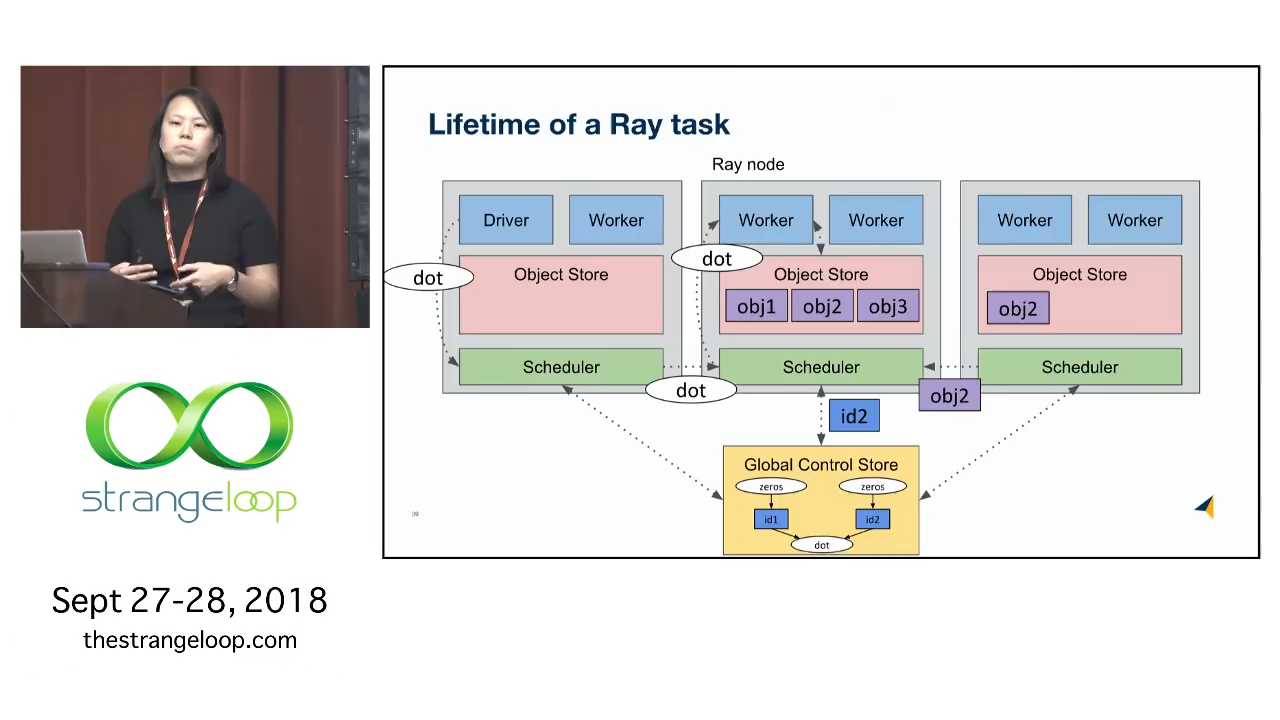 Lifetime of a Ray task
Ray node
Driver
Worker
Worker
Worker
Worker
Worker
dot
dot
Object Store
Object Store
Object Store
obj1
obj2
obj3
obj2
Scheduler
Scheduler
Scheduler
dot
obj2
id2
Global Control Store
zeros
zeros
id1
id2
dot
39
strangeloop
Sept 27-28, 2018
thestrangeloop.com